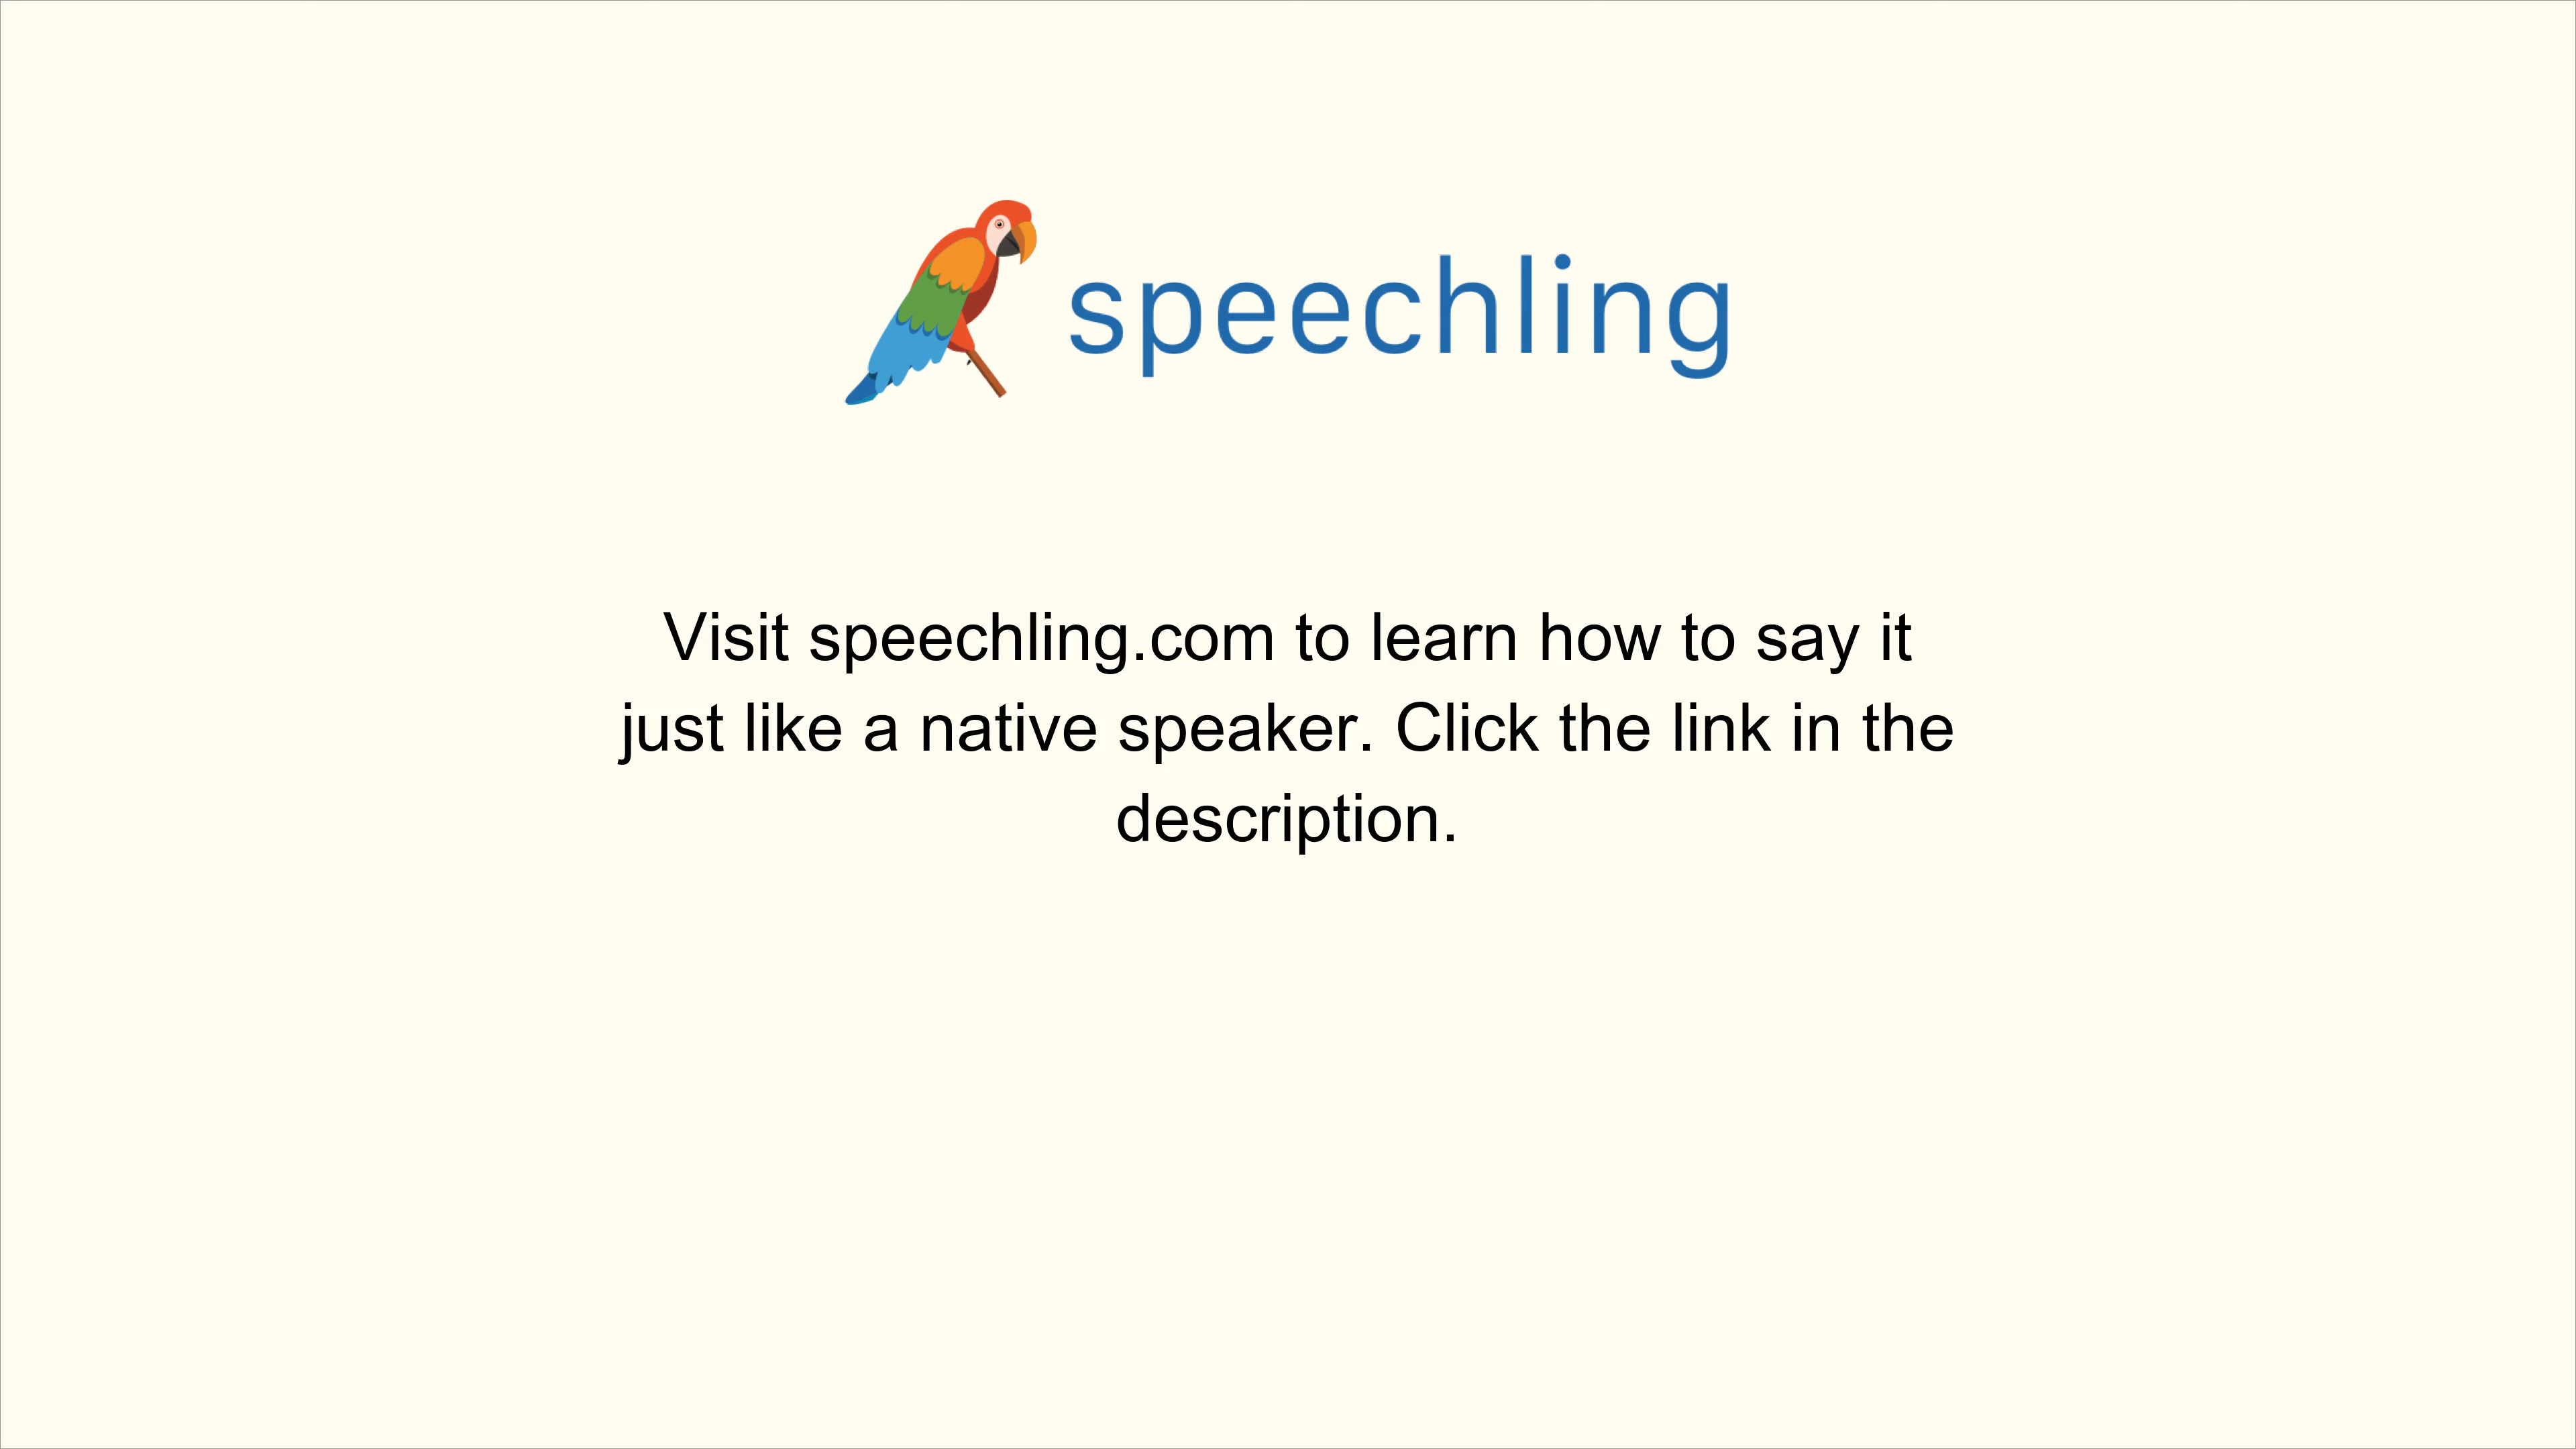 speechling
Visit speechling.com to learn how to say it
just like a native speaker. Click the link in the
description.